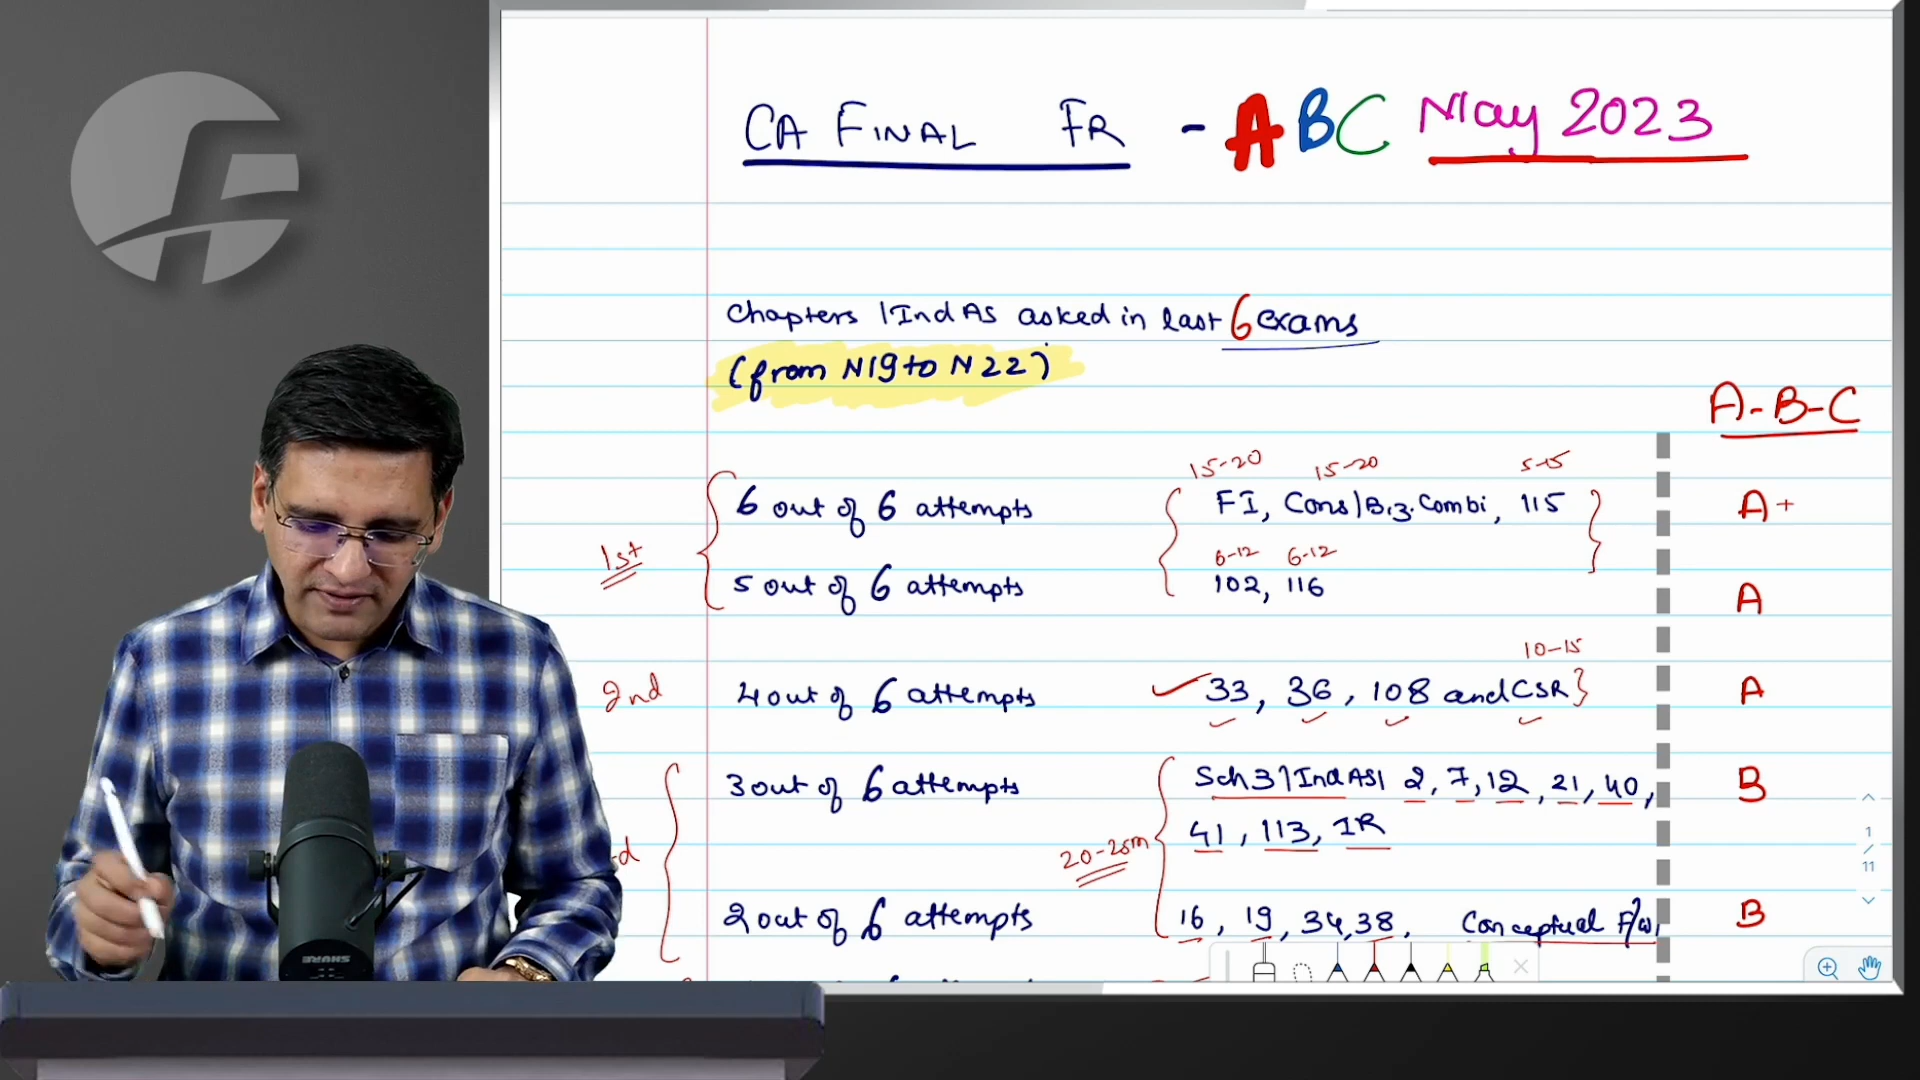 CA FINAL FR - ABC May 2023
Chapters / Ind AS asked in last 6 exams
(from N19 to N22)
A-B-C
15-20 15-20 5-15
6 out of 6 attempts FI, Cons/B.z.Combi, 115 A+
1st
6-12 6-12
5 out of 6 attempts 102, 116 A
10-15
2nd 4 out of 6 attempts 33, 36, 108 and CSR A
3 out of 6 attempts Sch 3/Ind AS 1 2, 7, 12, 21, 40, B
41, 113, IR
20-25m
2 out of 6 attempts 16, 19, 34, 38, Conceptual F/w, B
1
/
11
SHURE